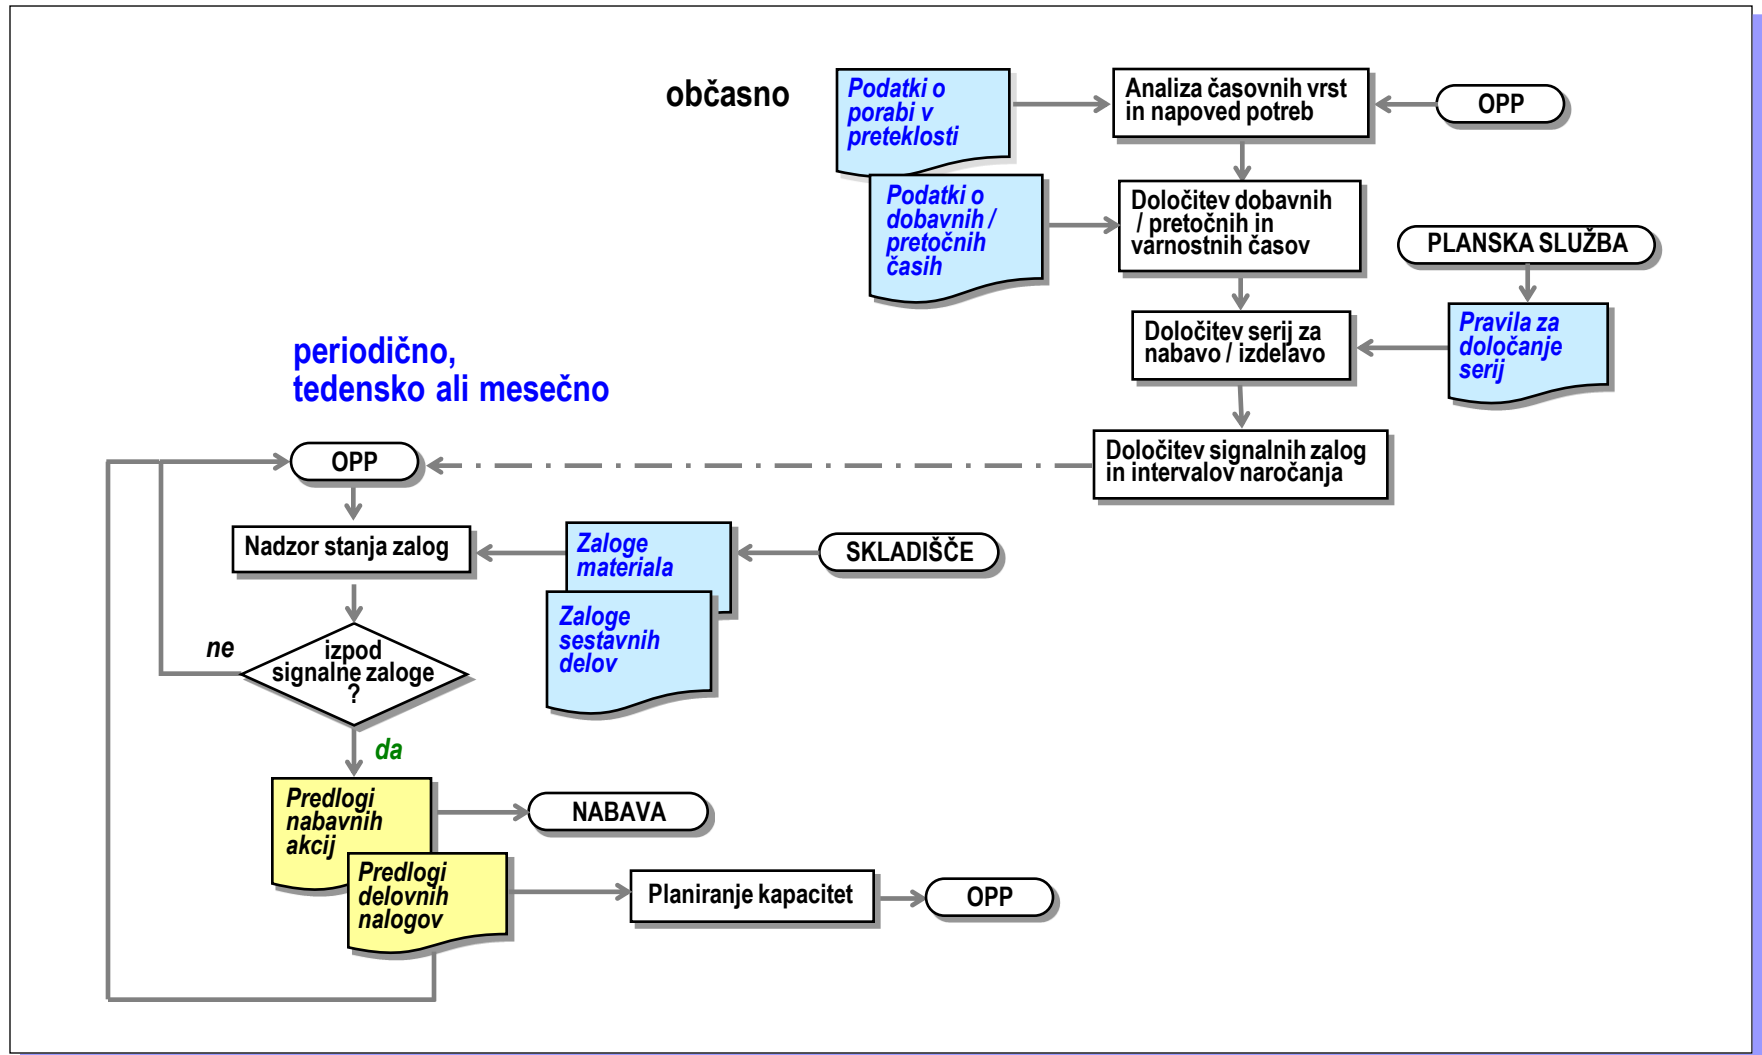 občasno
Podatki o
porabi v
preteklosti
Analiza časovnih vrst
in napoved potreb
OPP
Podatki o
dobavnih /
pretočnih
časih
Določitev dobavnih
/ pretočnih in
varnostnih časov
PLANSKA SLUŽBA
Določitev serij za
nabavo / izdelavo
Pravila za
določanje
serij
periodično,
tedensko ali mesečno
OPP
Določitev signalnih zalog
in intervalov naročanja
Nadzor stanja zalog
Zaloge
materiala
SKLADIŠČE
Zaloge
sestavnih
delov
ne
izpod
signalne zaloge
?
da
Predlogi
nabavnih
akcij
NABAVA
Predlogi
delovnih
nalogov
Planiranje kapacitet
OPP